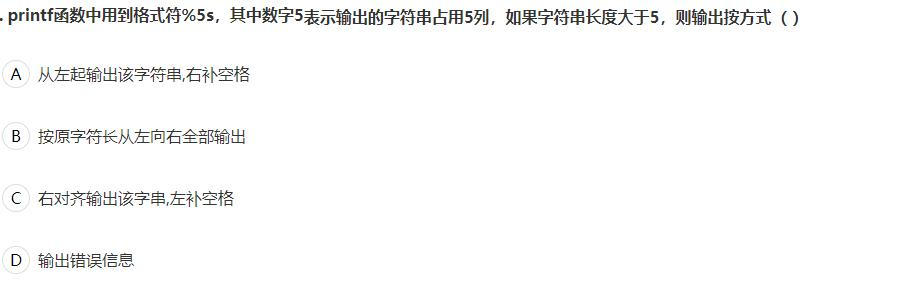 . printf函数中用到格式符%5s，其中数字5表示输出的字符串占用5列，如果字符串长度大于5，则输出按方式（ ）
A 从左起输出该字符串,右补空格
B 按原字符长从左向右全部输出
C 右对齐输出该字串,左补空格
D 输出错误信息